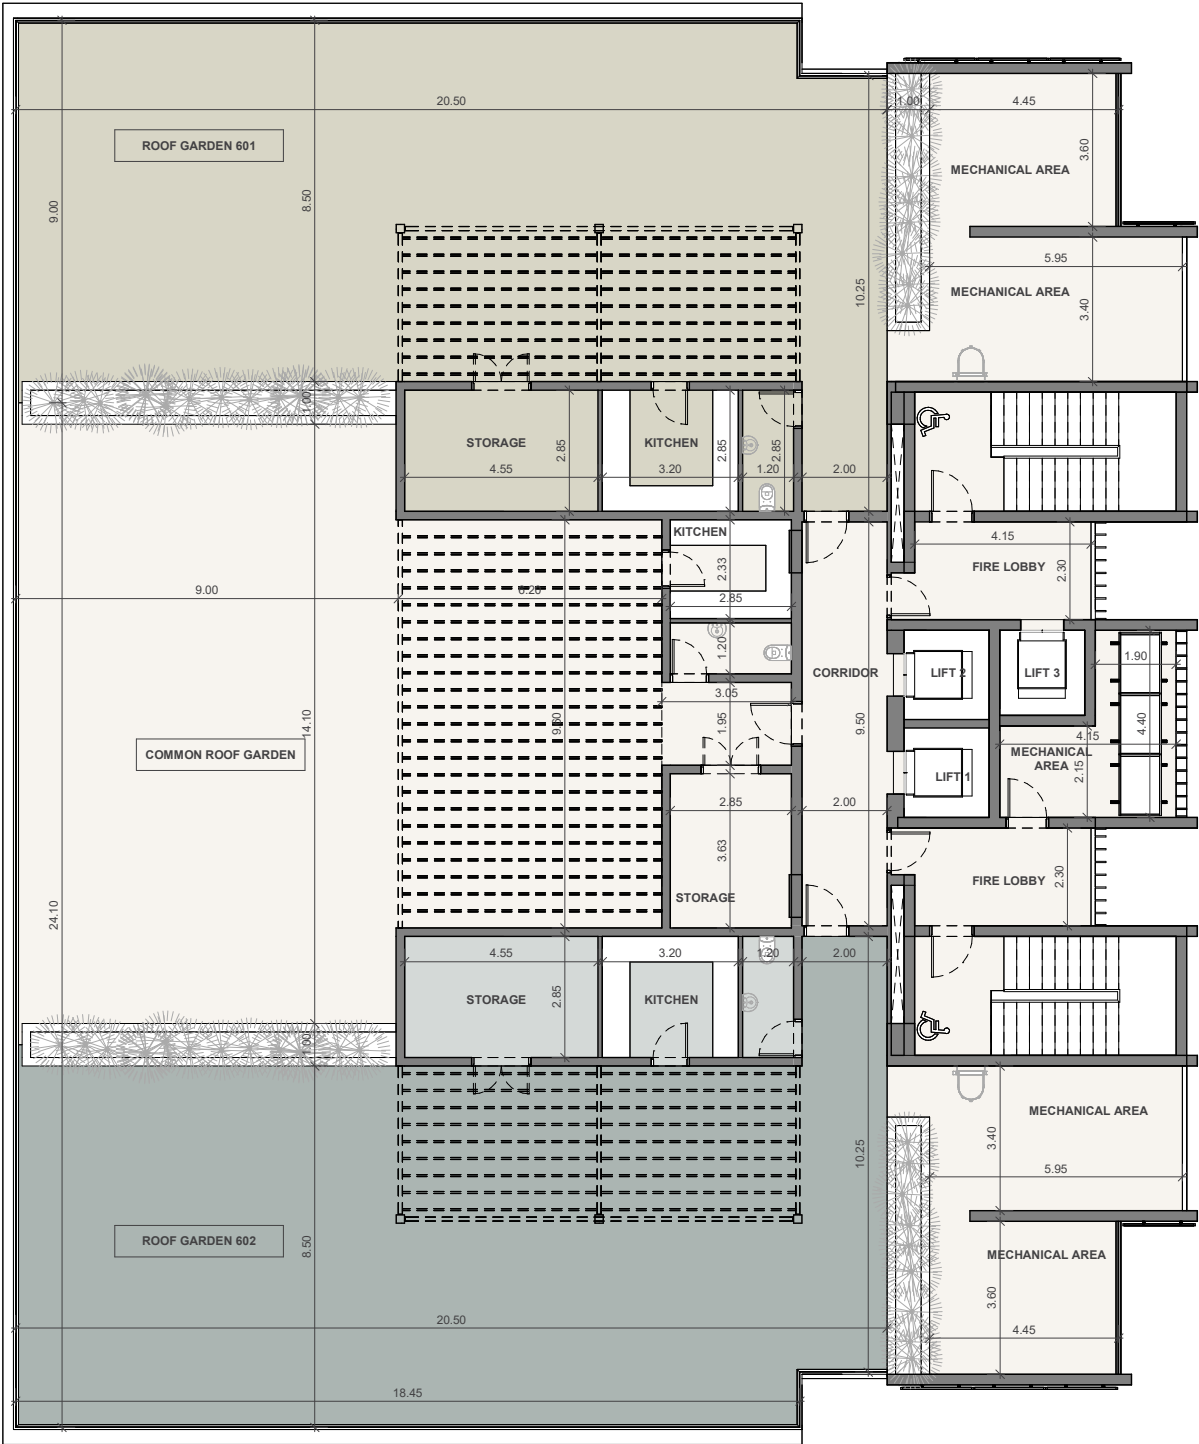 20.50
1.00
4.45
ROOF GARDEN 601
3.60
MECHANICAL AREA
8.50
9.00
5.95
10.25
MECHANICAL AREA
3.40
1.00
STORAGE
2.85
KITCHEN
2.85
2.85
4.55
3.20
1.20
2.00
KITCHEN
4.15
2.33
FIRE LOBBY
2.30
9.00
6.20
2.85
1.20
1.90
CORRIDOR
LIFT 2
LIFT 3
3.05
9.60
1.95
9.50
4.40
14.10
4.15
COMMON ROOF GARDEN
MECHANICAL
AREA
2.15
LIFT 1
2.85
2.00
3.63
FIRE LOBBY
2.30
STORAGE
24.10
4.55
3.20
1.20
2.00
STORAGE
2.85
KITCHEN
1.00
MECHANICAL AREA
3.40
10.25
5.95
ROOF GARDEN 602
8.50
MECHANICAL AREA
3.60
20.50
4.45
18.45